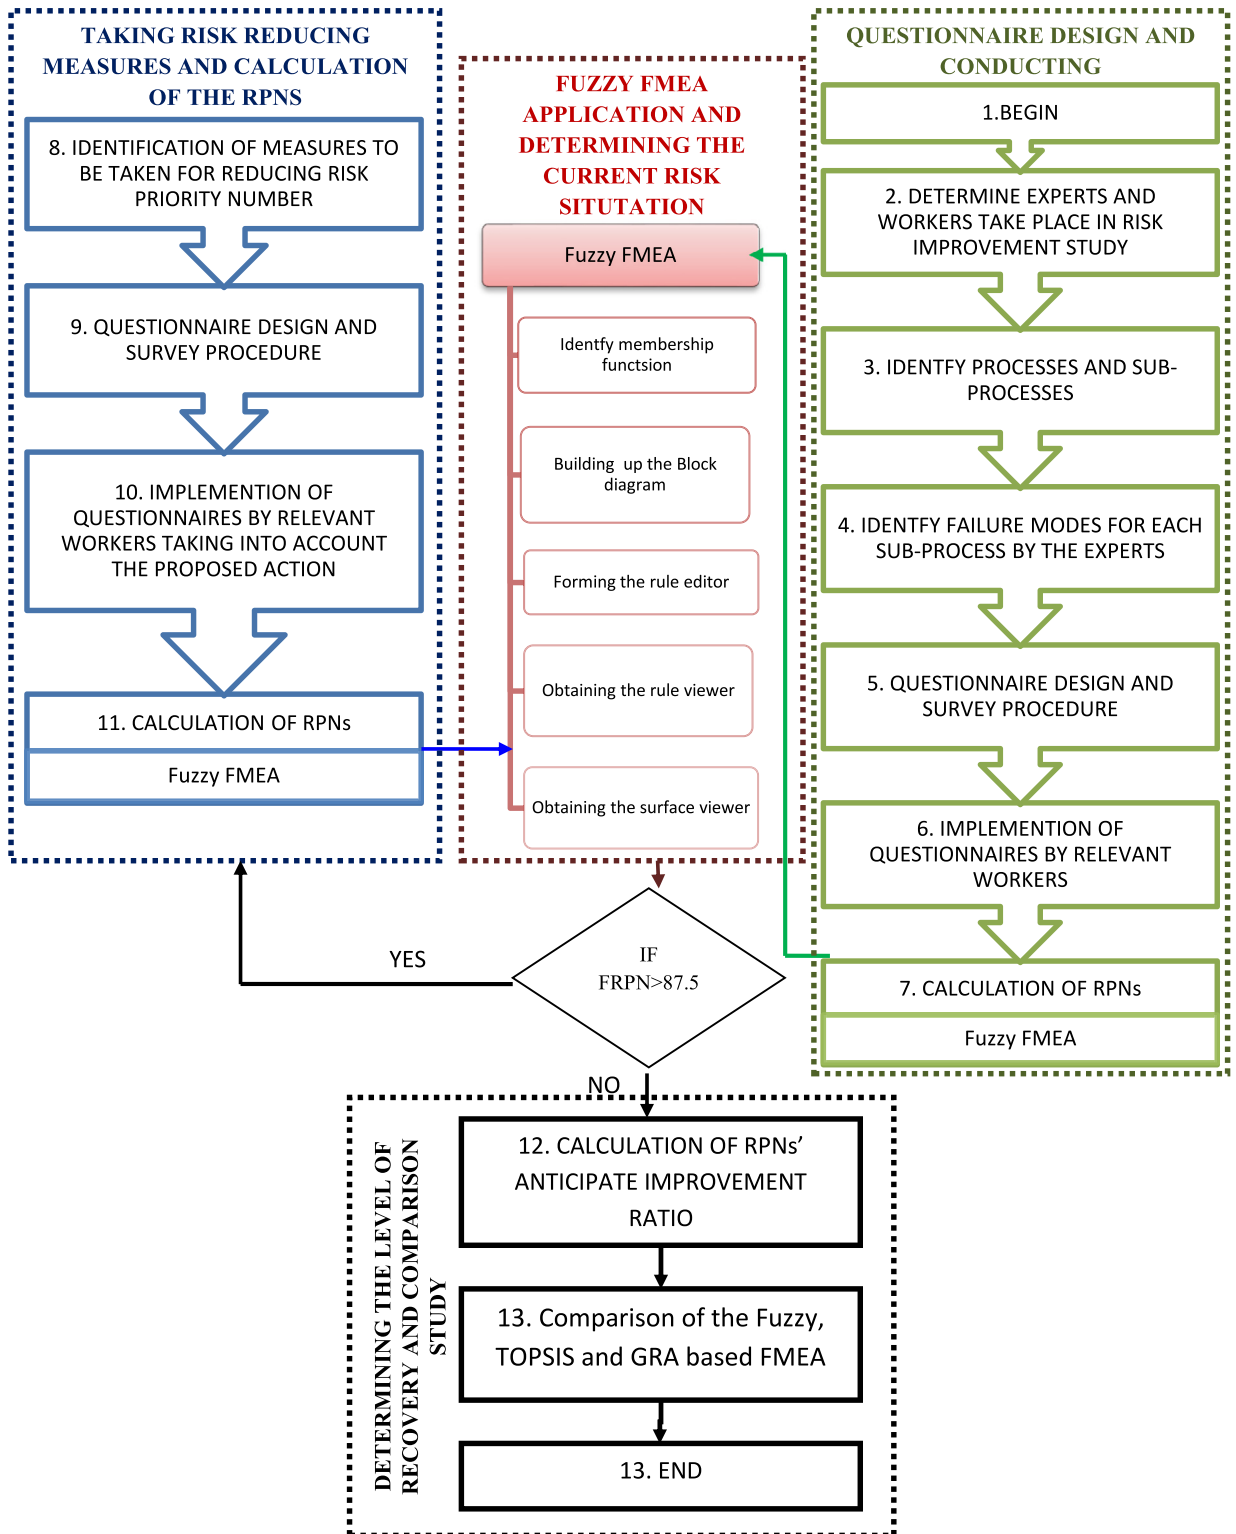 TAKING RISK REDUCING
MEASURES AND CALCULATION
OF THE RPNS
8. IDENTIFICATION OF MEASURES TO
BE TAKEN FOR REDUCING RISK
PRIORITY NUMBER
9. QUESTIONNAIRE DESIGN AND
SURVEY PROCEDURE
10. IMPLEMENTION OF
QUESTIONNAIRES BY RELEVANT
WORKERS TAKING INTO ACCOUNT
THE PROPOSED ACTION
11. CALCULATION OF RPNs
Fuzzy FMEA
FUZZY FMEA
APPLICATION AND
DETERMINING THE
CURRENT RISK
SITUTATION
Fuzzy FMEA
Identfy membership
functsion
Building up the Block
diagram
Forming the rule editor
Obtaining the rule viewer
Obtaining the surface viewer
QUESTIONNAIRE DESIGN AND
CONDUCTING
1.BEGIN
2. DETERMINE EXPERTS AND
WORKERS TAKE PLACE IN RISK
IMPROVEMENT STUDY
3. IDENTFY PROCESSES AND SUB-
PROCESSES
4. IDENTFY FAILURE MODES FOR EACH
SUB-PROCESS BY THE EXPERTS
5. QUESTIONNAIRE DESIGN AND
SURVEY PROCEDURE
6. IMPLEMENTION OF
QUESTIONNAIRES BY RELEVANT
WORKERS
7. CALCULATION OF RPNs
Fuzzy FMEA
IF
FRPN>87.5
YES
NO
DETERMINING THE LEVEL OF
RECOVERY AND COMPARISON
STUDY
12. CALCULATION OF RPNs’
ANTICIPATE IMPROVEMENT
RATIO
13. Comparison of the Fuzzy,
TOPSIS and GRA based FMEA
13. END